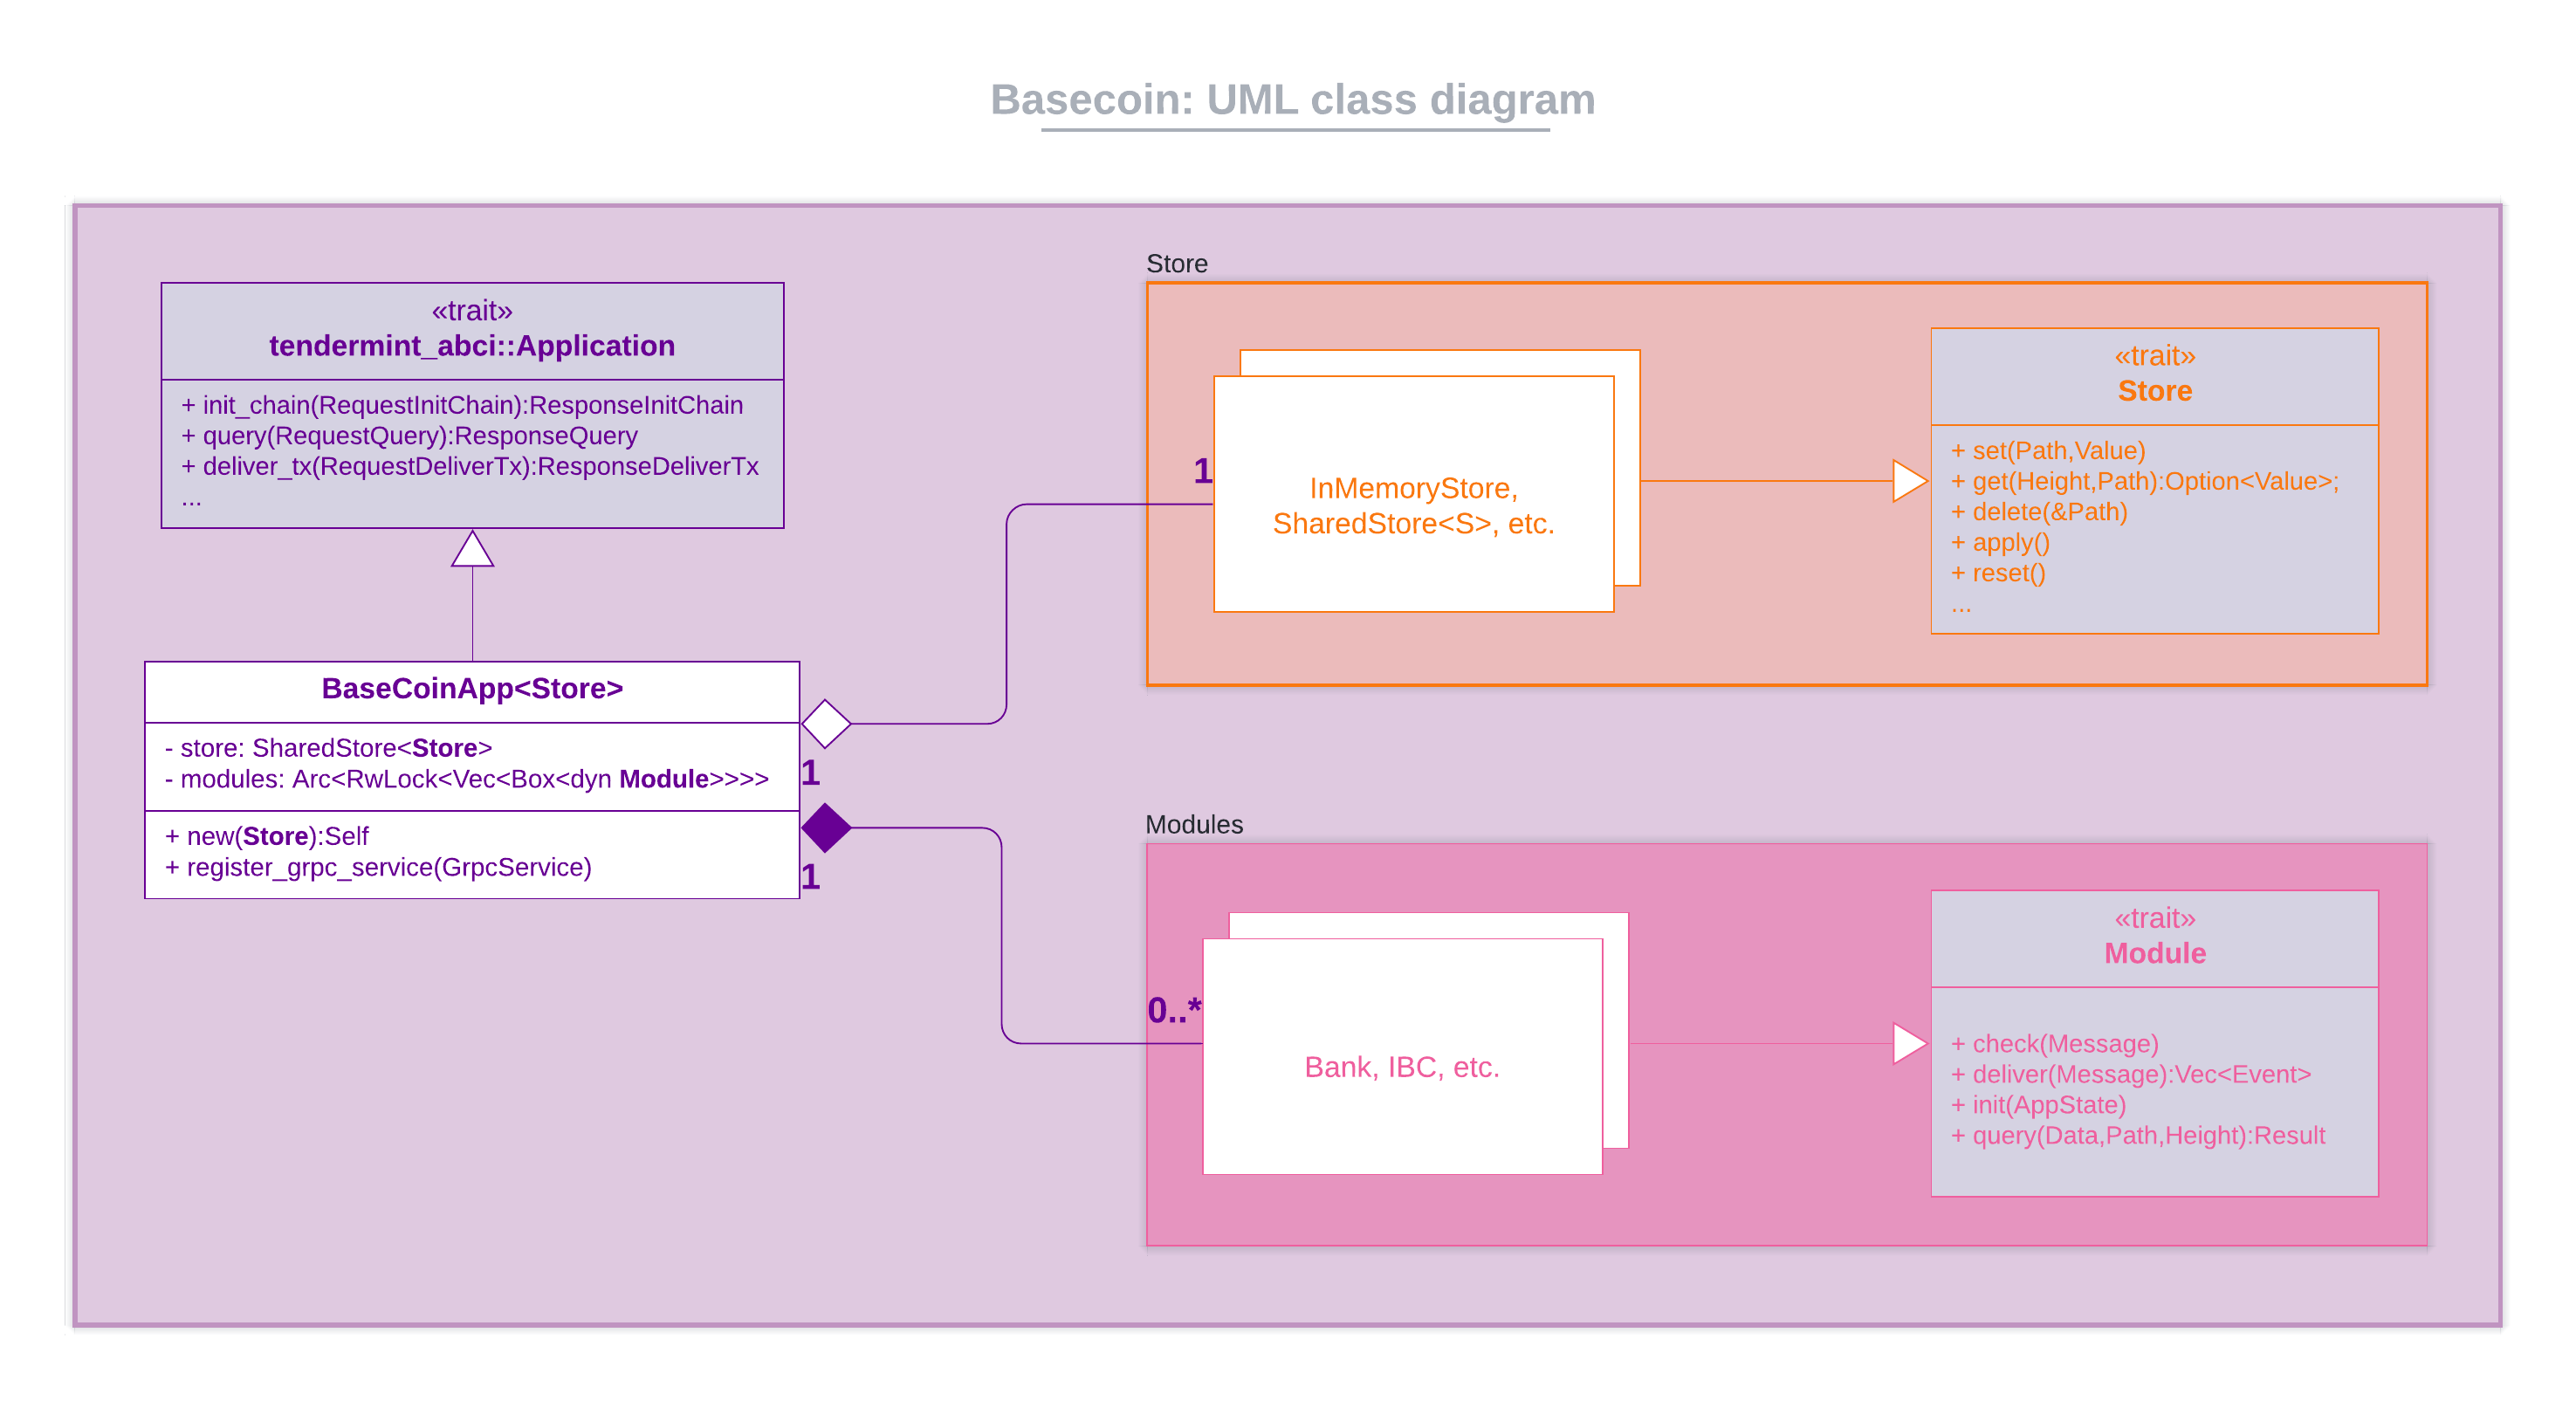 Basecoin: UML class diagram
«trait»
tendermint_abci::Application
+ init_chain(RequestInitChain):ResponseInitChain
+ query(RequestQuery):ResponseQuery
+ deliver_tx(RequestDeliverTx):ResponseDeliverTx
...
BaseCoinApp<Store>
- store: SharedStore<Store>
- modules: Arc<RwLock<Vec<Box<dyn Module>>>>
+ new(Store):Self
+ register_grpc_service(GrpcService)
1
1
Store
1
InMemoryStore,
SharedStore<S>, etc.
«trait»
Store
+ set(Path,Value)
+ get(Height,Path):Option<Value>;
+ delete(&Path)
+ apply()
+ reset()
...
Modules
0..*
Bank, IBC, etc.
«trait»
Module
+ check(Message)
+ deliver(Message):Vec<Event>
+ init(AppState)
+ query(Data,Path,Height):Result